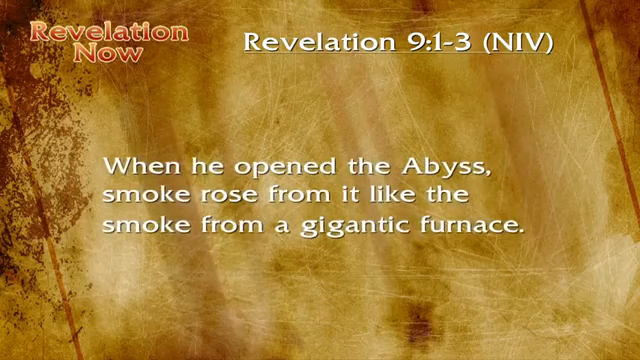 Revelation
Now
Revelation 9:1-3 (NIV)
When he opened the Abyss,
smoke rose from it like the
smoke from a gigantic furnace.